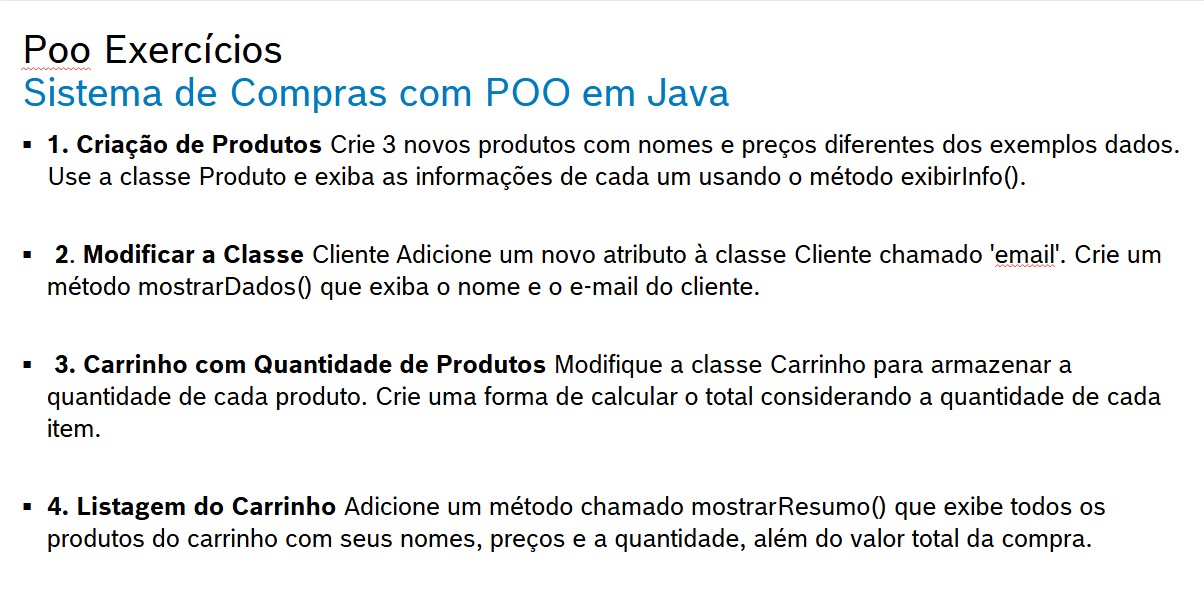 Poo Exercícios
Sistema de Compras com POO em Java
▪ 1. Criação de Produtos Crie 3 novos produtos com nomes e preços diferentes dos exemplos dados.
Use a classe Produto e exiba as informações de cada um usando o método exibirInfo().
▪ 2. Modificar a Classe Cliente Adicione um novo atributo à classe Cliente chamado 'email'. Crie um
método mostrarDados() que exiba o nome e o e-mail do cliente.
▪ 3. Carrinho com Quantidade de Produtos Modifique a classe Carrinho para armazenar a
quantidade de cada produto. Crie uma forma de calcular o total considerando a quantidade de cada
item.
▪ 4. Listagem do Carrinho Adicione um método chamado mostrarResumo() que exibe todos os
produtos do carrinho com seus nomes, preços e a quantidade, além do valor total da compra.